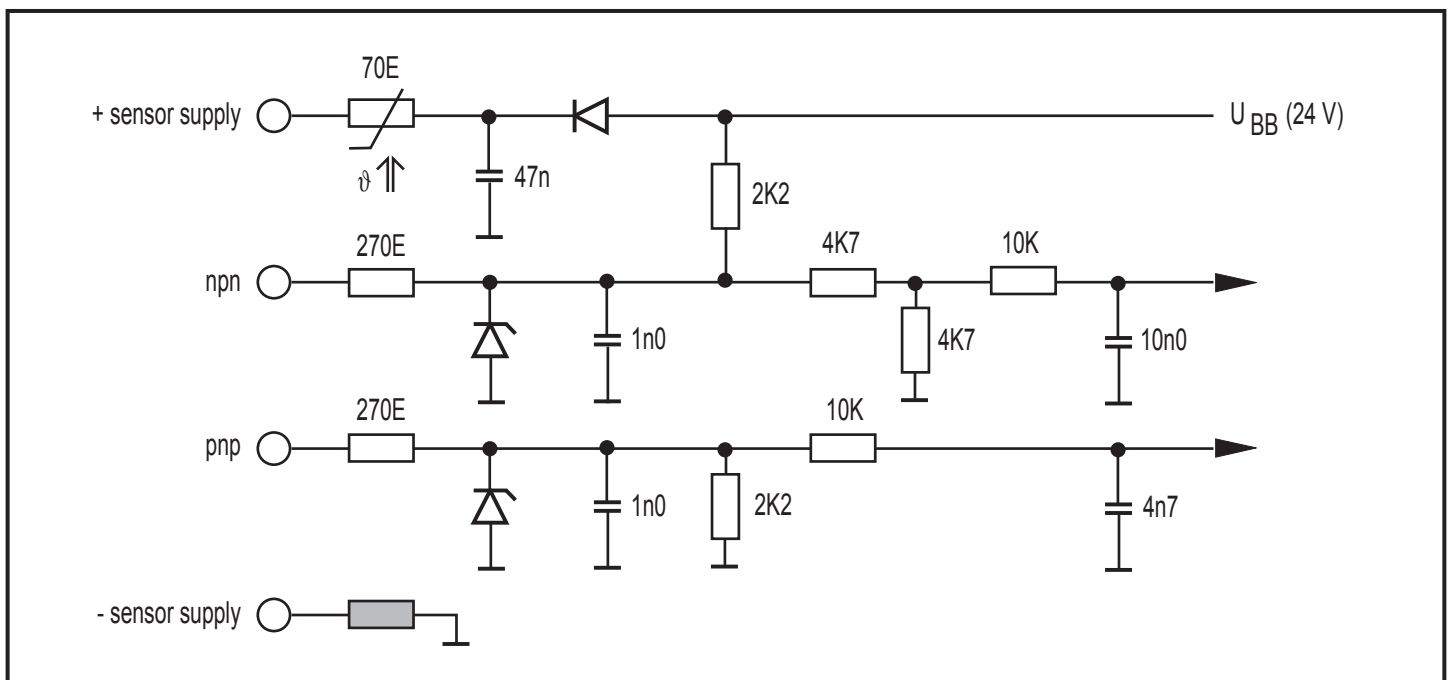 70E
+ sensor supply
U BB (24 V)
ϑ
47n
2K2
270E
4K7
10K
npn
1n0
4K7
10n0
270E
10K
pnp
1n0
2K2
4n7
- sensor supply